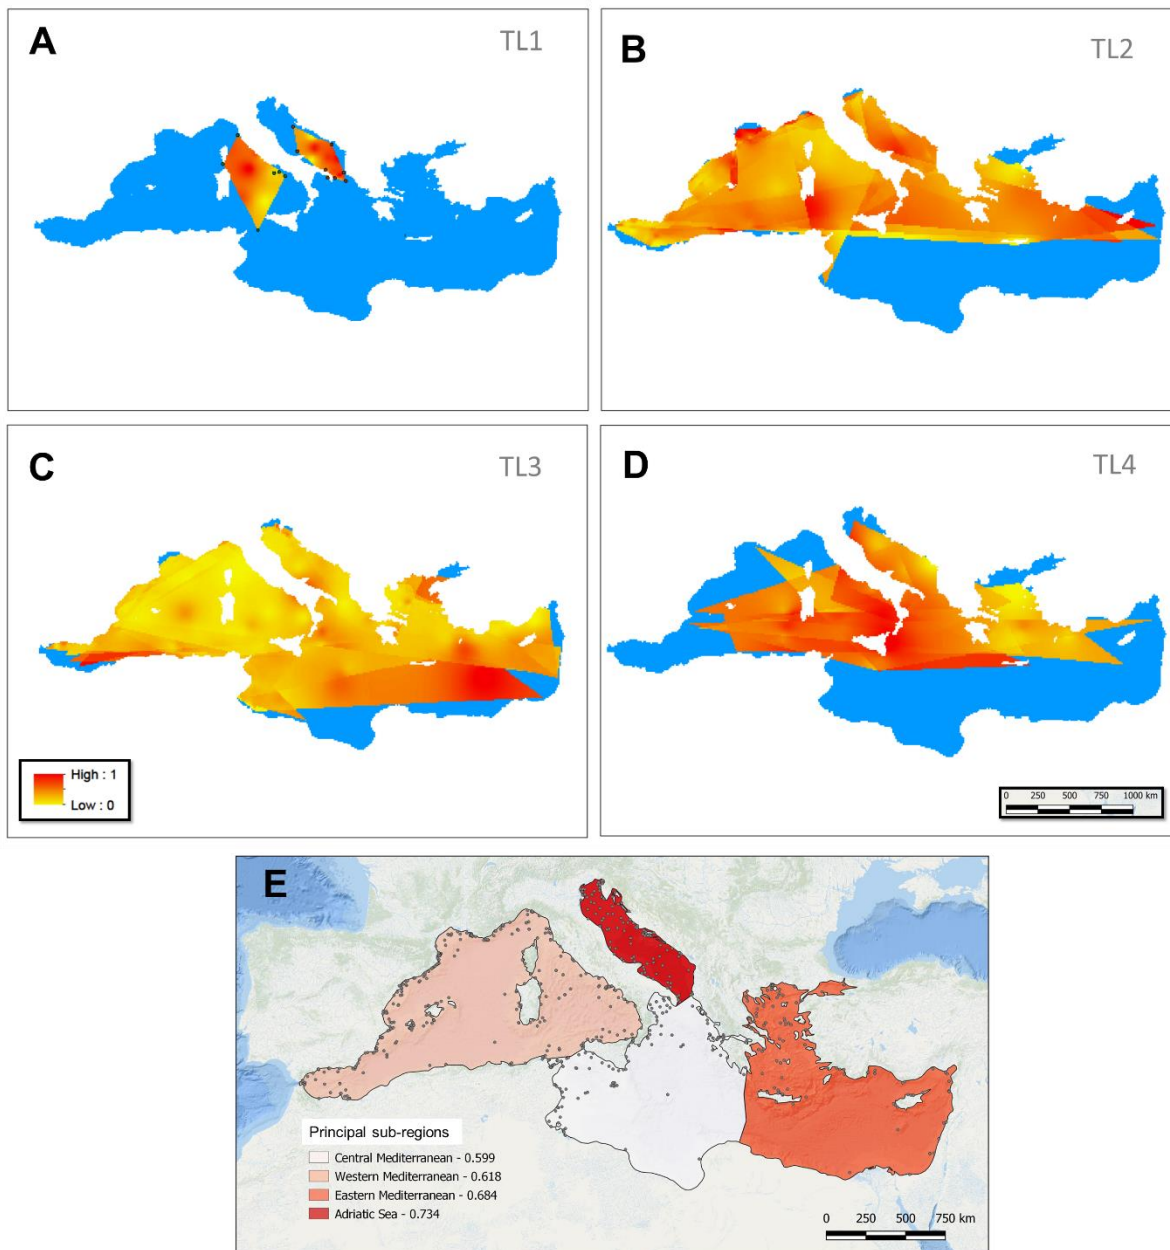 A
TL1
B
TL2
C
TL3
High : 1
Low : 0
D
TL4
0 250 500 750 1000 km
E
Principal sub-regions
Central Mediterranean - 0.599
Western Mediterranean - 0.618
Eastern Mediterranean - 0.684
Adriatic Sea - 0.734
0 250 500 750 km